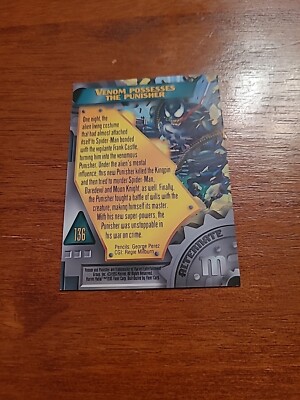 VENOM POSSESSES
THE PUNISHER
One night, the
alien living costume
that had almost attached
itself to Spider-Man bonded
with the vigilante Frank Castle,
turning him into the venomous
Punisher. Under the alien's mental
influence, this new Punisher killed the Kingpin
and then tried to murder Spider-Man,
Daredevil and Moon Knight, as well. Finally,
the Punisher fought a battle of wills with the
creature, making himself its master.
With his new super-powers, the
Punisher was unstoppable in
his war on crime.
Pencils: George Perez
CGI: Regie Milburn
136
ALTERNATE